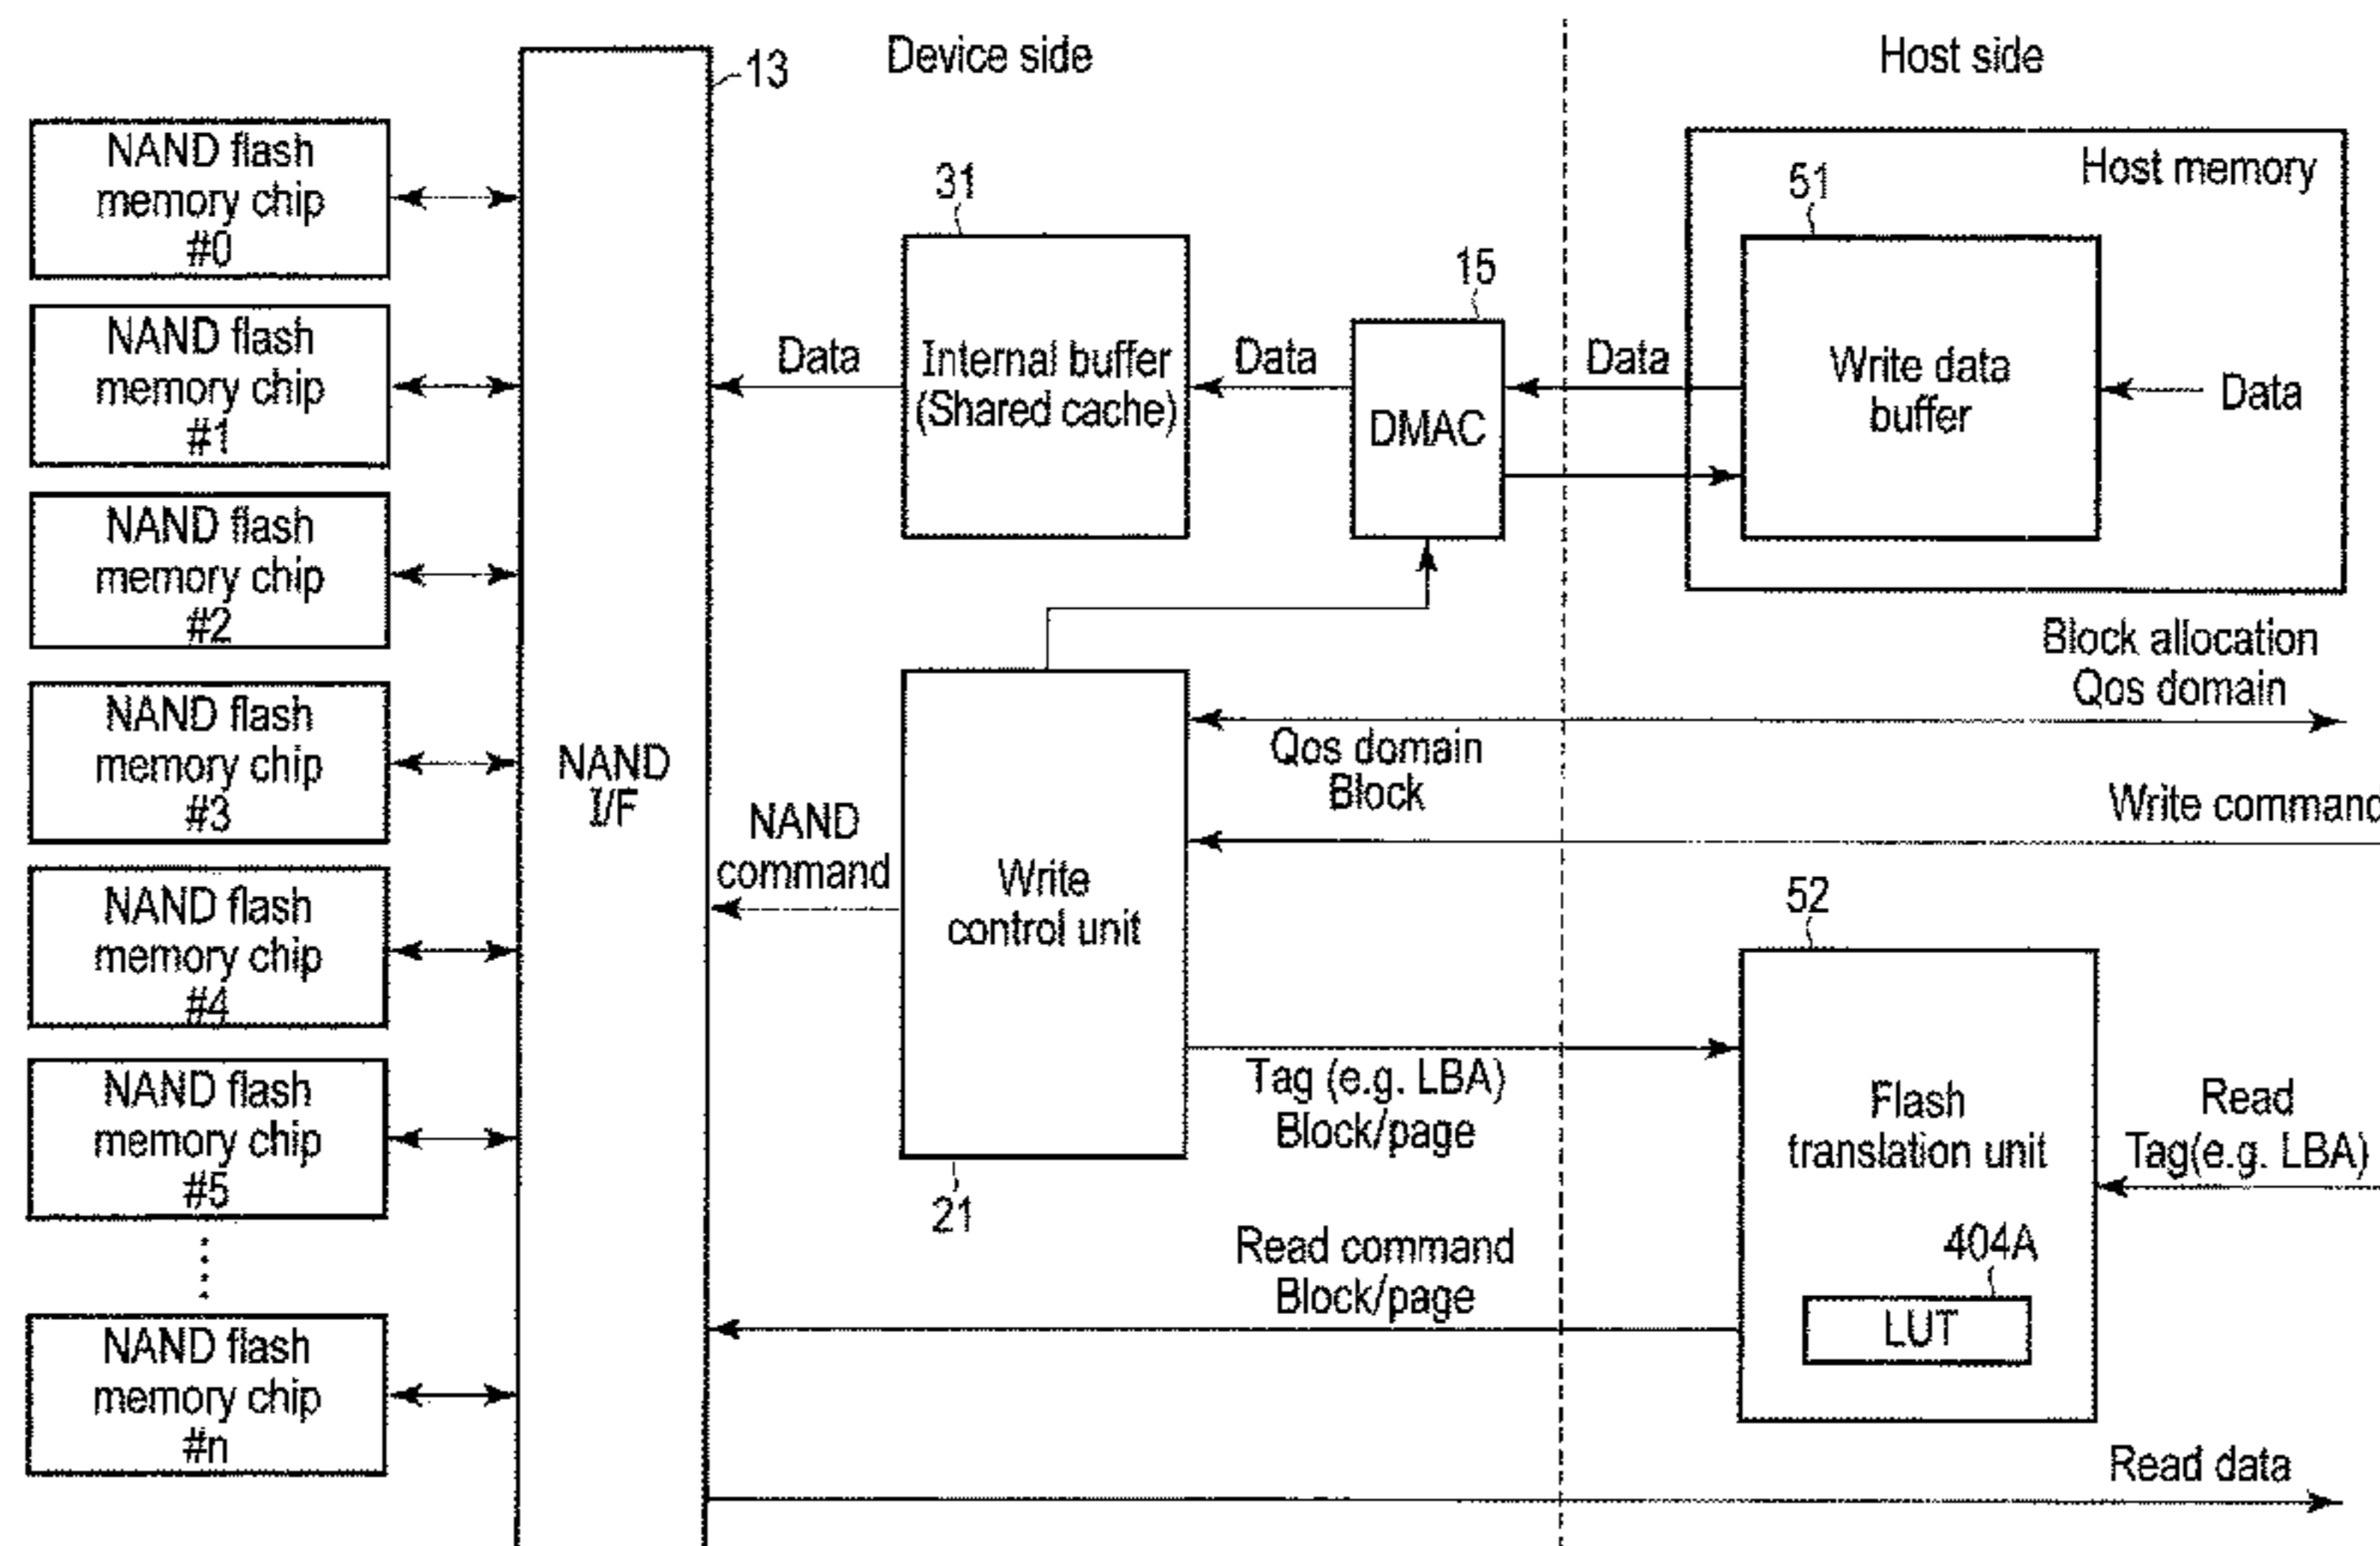 Device side
Host side
13
NAND flash
memory chip
#0
NAND flash
memory chip
#1
NAND flash
memory chip
#2
NAND flash
memory chip
#3
NAND flash
memory chip
#4
NAND flash
memory chip
#5
NAND flash
memory chip
#n
NAND
I/F
Data
31
Internal buffer
(Shared cache)
Data
15
DMAC
Data
Host memory
51
Write data
buffer
Data
Block allocation
Qos domain
Qos domain
Block
Write command
NAND
command
Write
control unit
21
Tag (e.g. LBA)
Block/page
52
Flash
translation unit
404A
LUT
Read
Tag(e.g. LBA)
Read command
Block/page
Read data